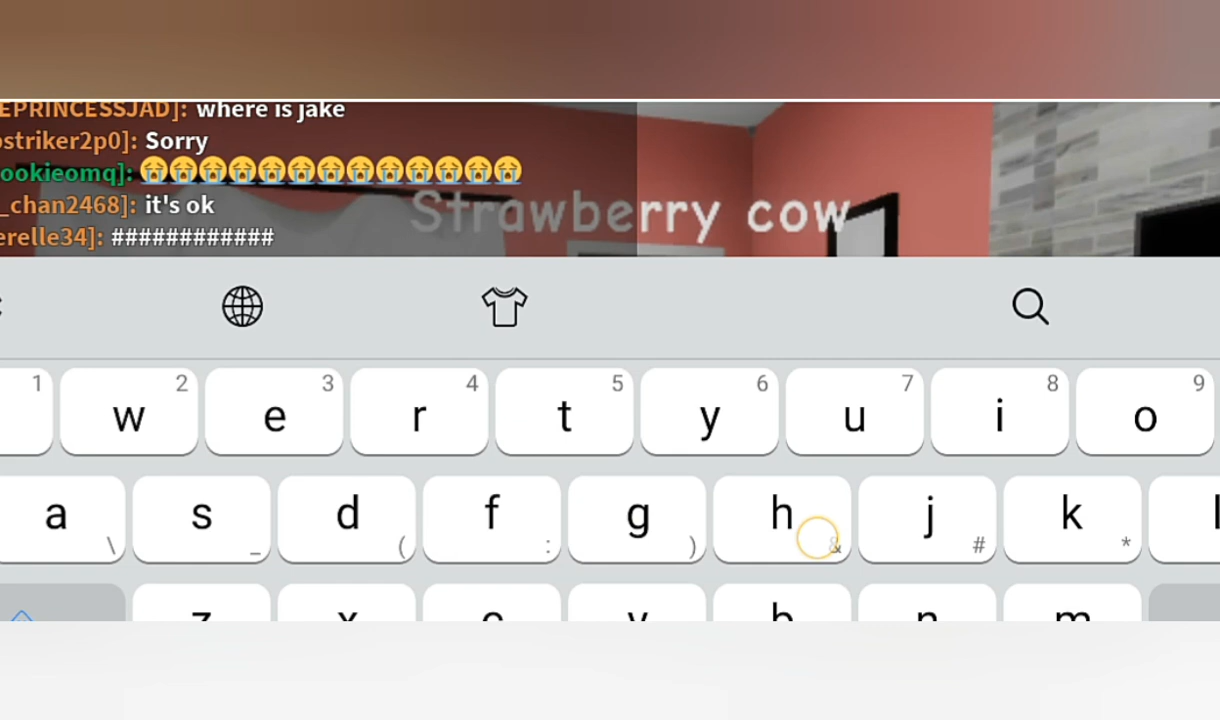 EPRINCESSJAD]: where is jake
ostriker2p0]: Sorry
ookieomq]: 😭😭😭😭😭😭😭😭😭😭😭😭😭
_chan2468]: it's ok
erelle34]: ############
Strawberry cow
1 2 3 4 5 6 7 8 9
w e r t y u i o
a s d f g h j k l
\ _ ( : ) & # *
z x c v b n m